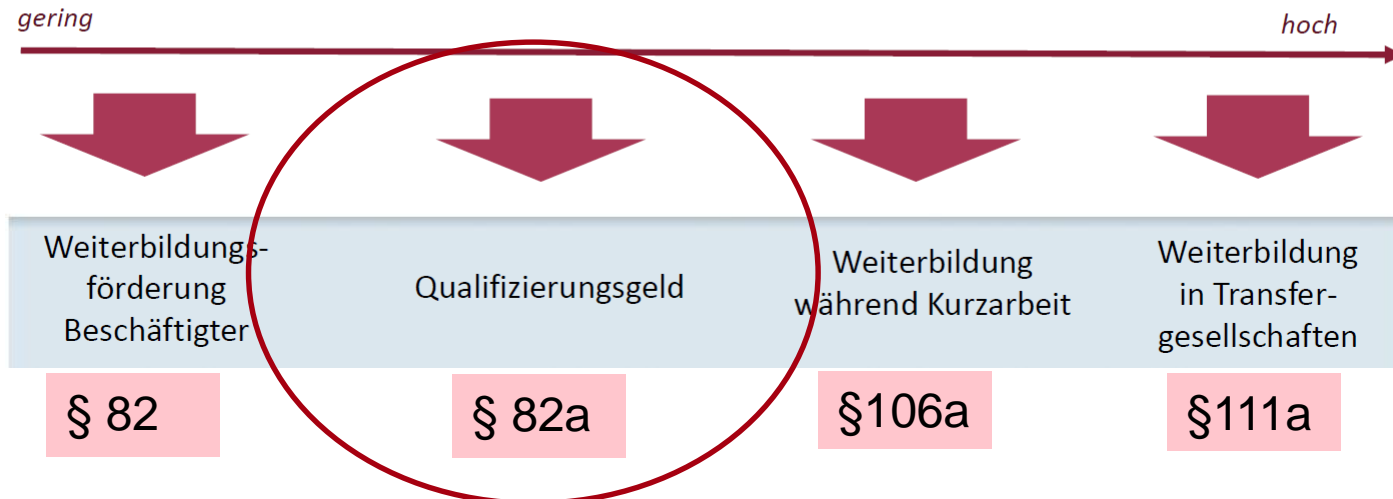 gering
hoch
Weiterbildungs-
förderung
Beschäftigter
Qualifizierungsgeld
Weiterbildung
während Kurzarbeit
Weiterbildung
in Transfer-
gesellschaften
§ 82
§ 82a
§106a
§111a